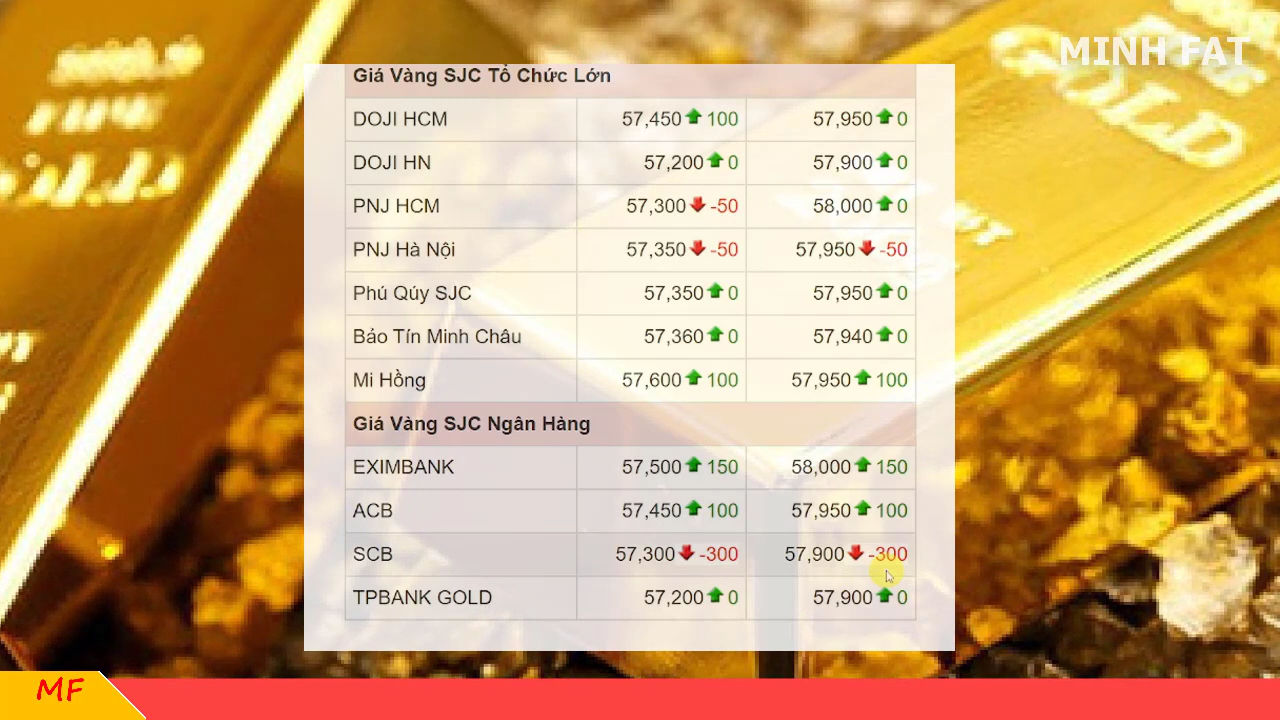 MINH FAT
GOLD
Giá Vàng SJC Tổ Chức Lớn
DOJI HCM 57,450 100 57,950 0
DOJI HN 57,200 0 57,900 0
PNJ HCM 57,300 -50 58,000 0
PNJ Hà Nội 57,350 -50 57,950 -50
Phú Qúy SJC 57,350 0 57,950 0
Bảo Tín Minh Châu 57,360 0 57,940 0
Mi Hồng 57,600 100 57,950 100
Giá Vàng SJC Ngân Hàng
EXIMBANK 57,500 150 58,000 150
ACB 57,450 100 57,950 100
SCB 57,300 -300 57,900 -300
TPBANK GOLD 57,200 0 57,900 0
MF